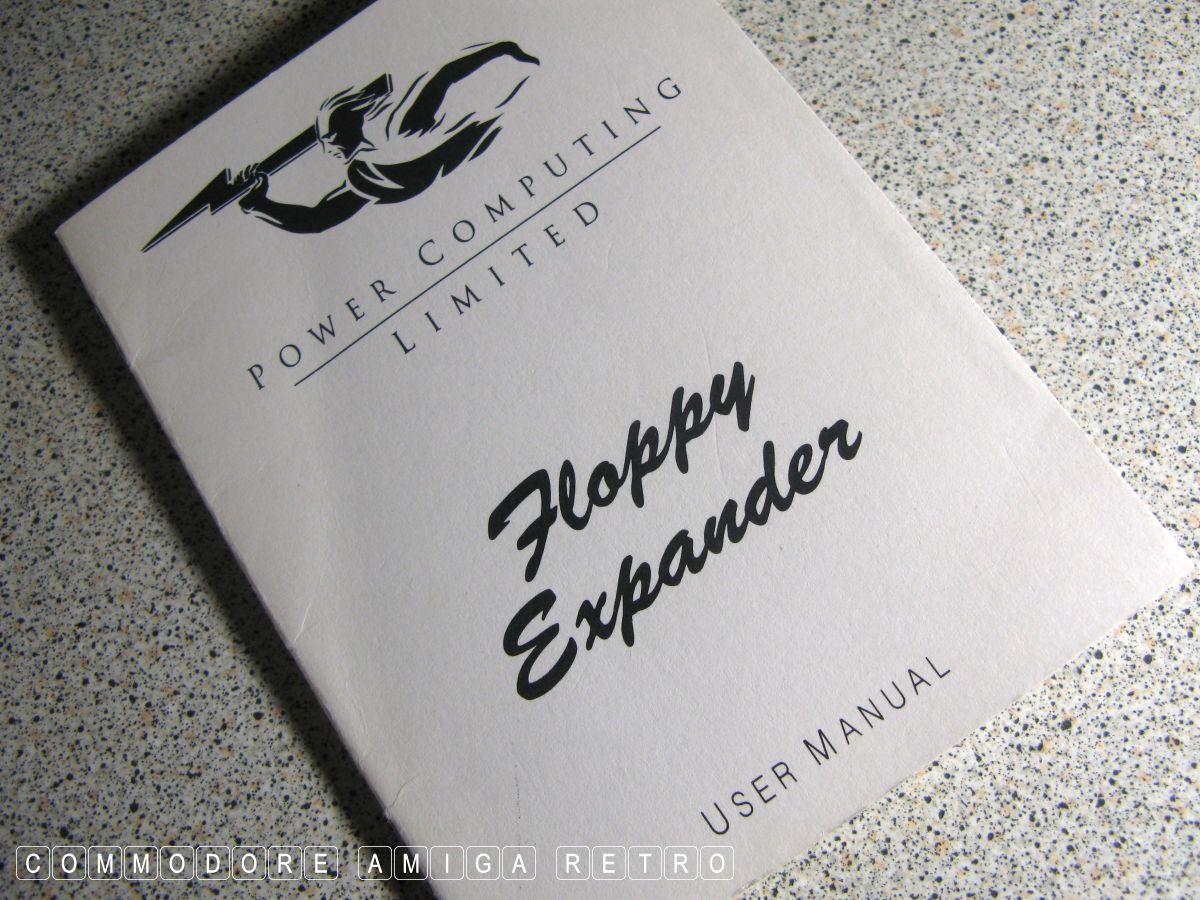 POWER COMPUTING
LIMITED
Floppy
Expander
USER MANUAL
COMMODORE AMIGA RETRO